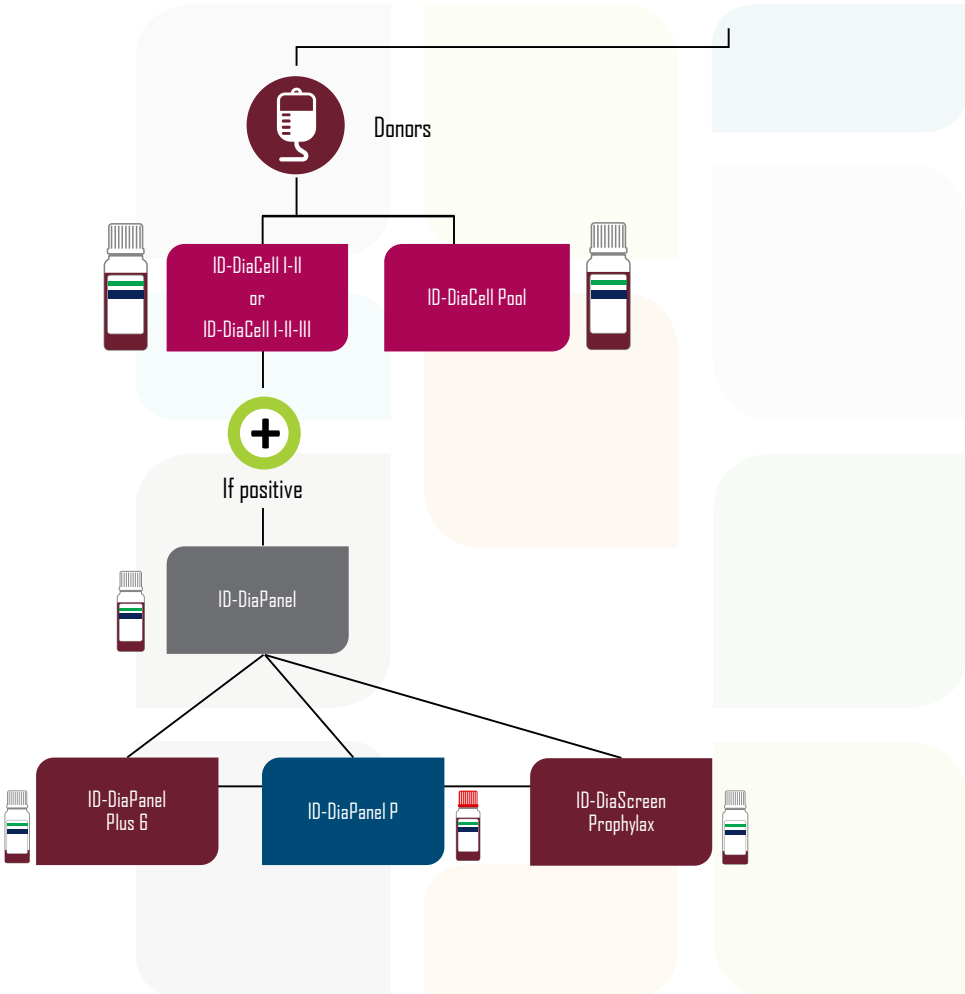 Donors
ID-DiaCell I-II
or
ID-DiaCell I-II-III
ID-DiaCell Pool
If positive
ID-DiaPanel
ID-DiaPanel
Plus 6
ID-DiaPanel P
ID-DiaScreen
Prophylax